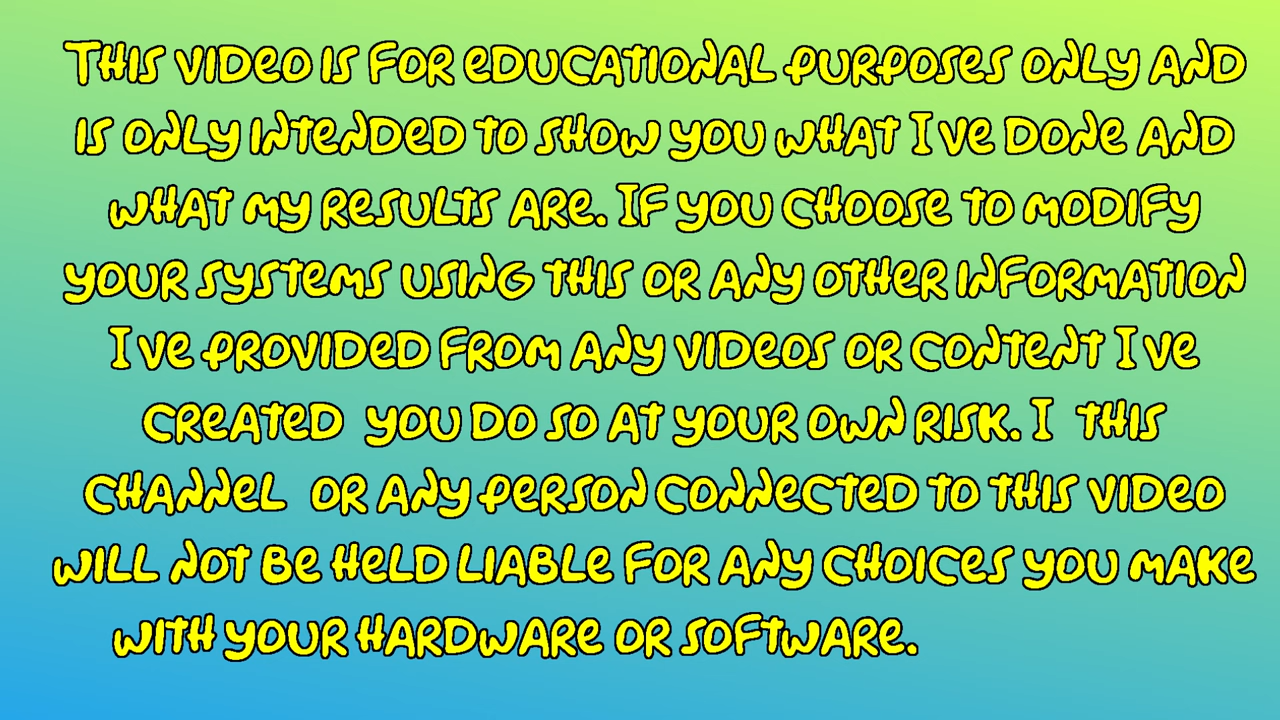 This video is for educational purposes only and
is only intended to show you what I've done and
what my results are. If you choose to modify
your systems using this or any other information
I've provided from any videos or content I've
created you do so at your own risk. I this
channel or any person connected to this video
will not be held liable for any choices you make
with your hardware or software.